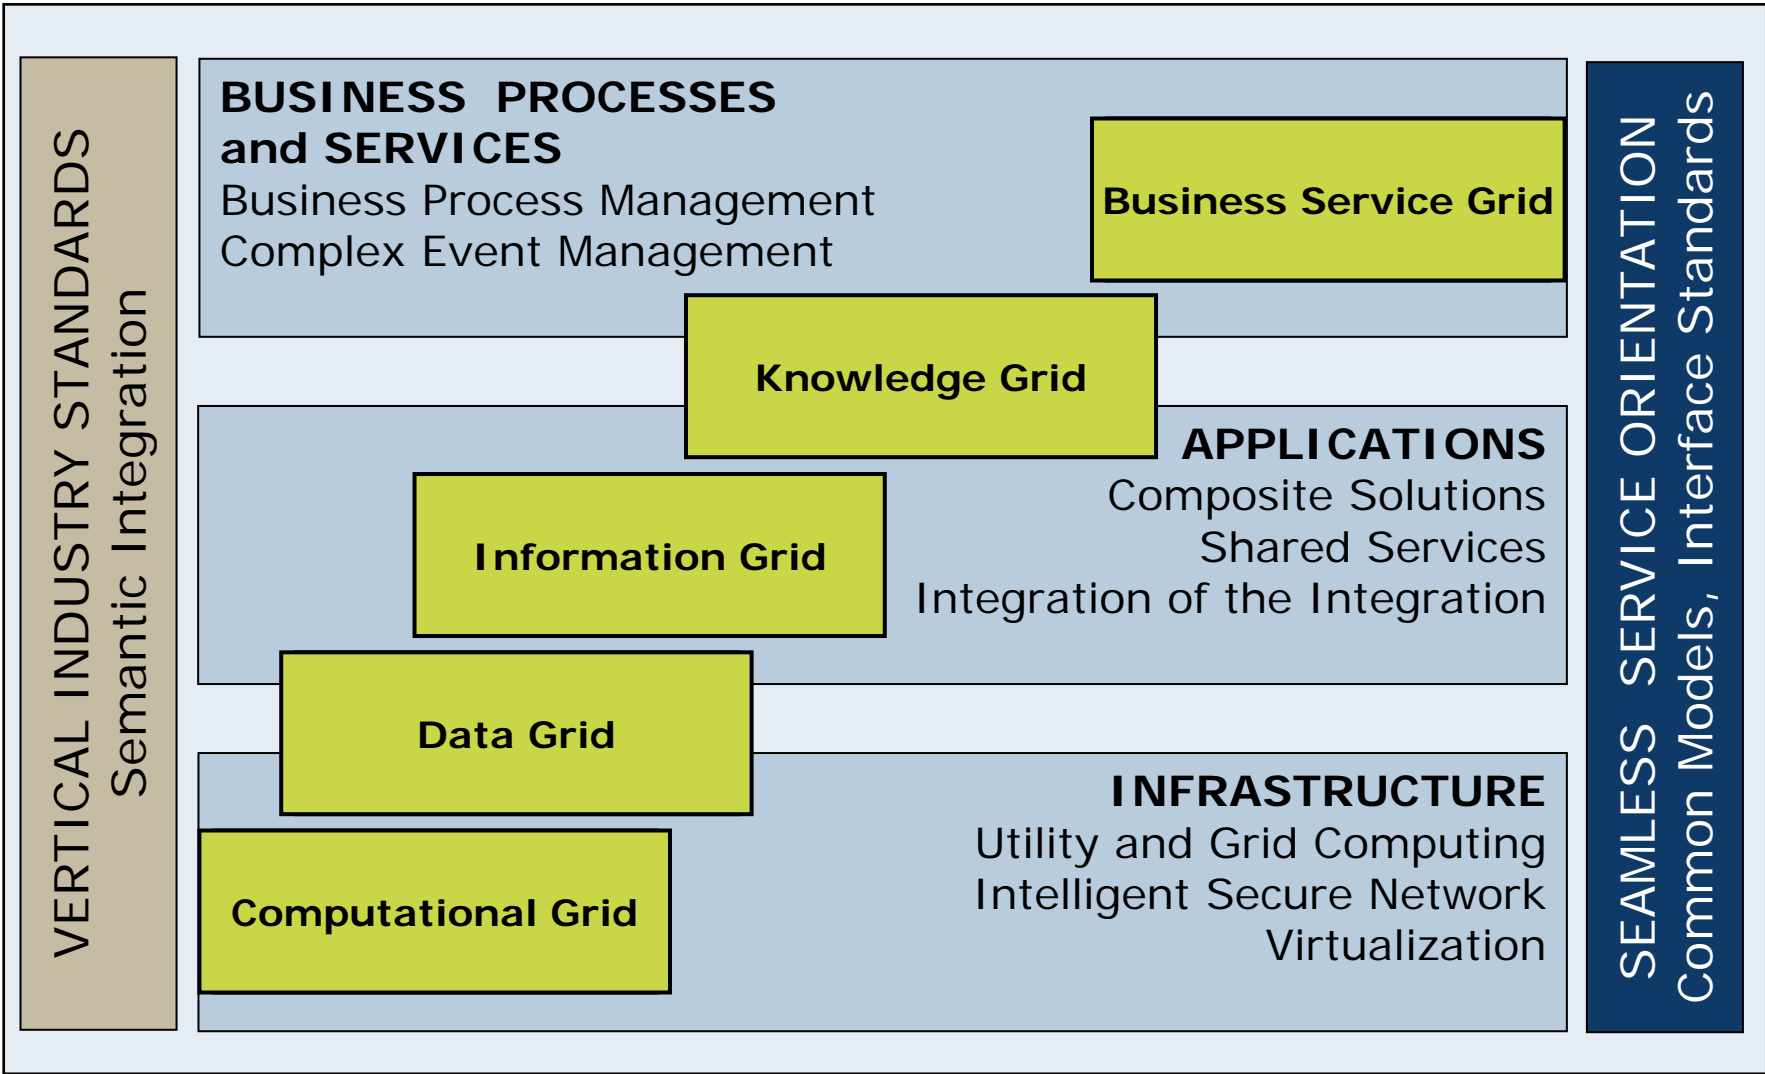 VERTICAL INDUSTRY STANDARDS
Semantic Integration
BUSINESS PROCESSES
and SERVICES
Business Process Management
Complex Event Management
Business Service Grid
Knowledge Grid
APPLICATIONS
Composite Solutions
Shared Services
Integration of the Integration
Information Grid
Data Grid
INFRASTRUCTURE
Utility and Grid Computing
Intelligent Secure Network
Virtualization
Computational Grid
SEAMLESS SERVICE ORIENTATION
Common Models, Interface Standards